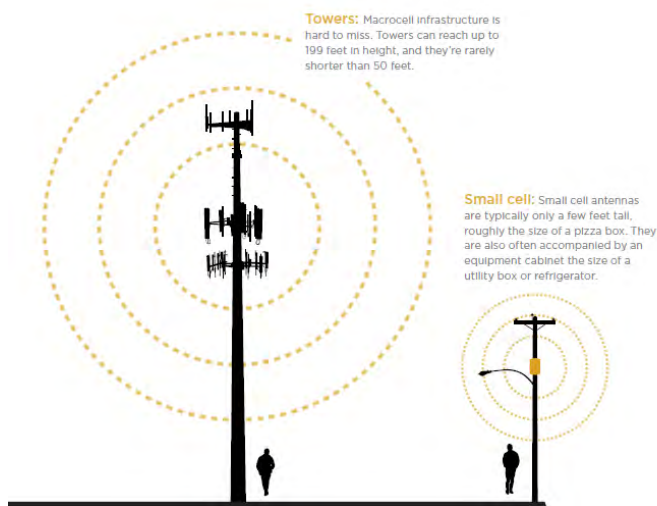 Towers: Macrocell infrastructure is
hard to miss. Towers can reach up to
199 feet in height, and they're rarely
shorter than 50 feet.
Small cell: Small cell antennas
are typically only a few feet tall,
roughly the size of a pizza box. They
are also often accompanied by an
equipment cabinet the size of a
utility box or refrigerator.